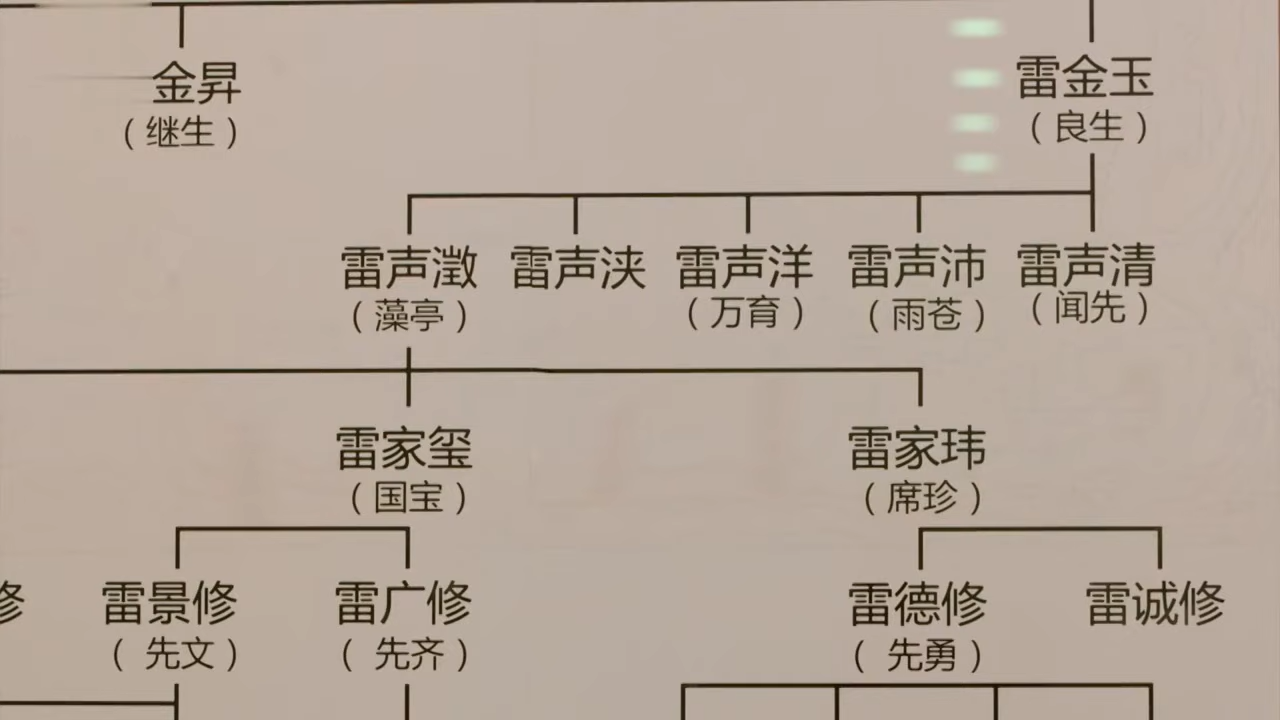 金昇 雷金玉
（继生） （良生）
雷声澂 雷声浃 雷声洋 雷声沛 雷声清
（藻亭） （万育） （雨苍） （闻先）
雷家玺 雷家玮
（国宝） （席珍）
修 雷景修 雷广修 雷德修 雷诚修
（先文） （先齐） （先勇）